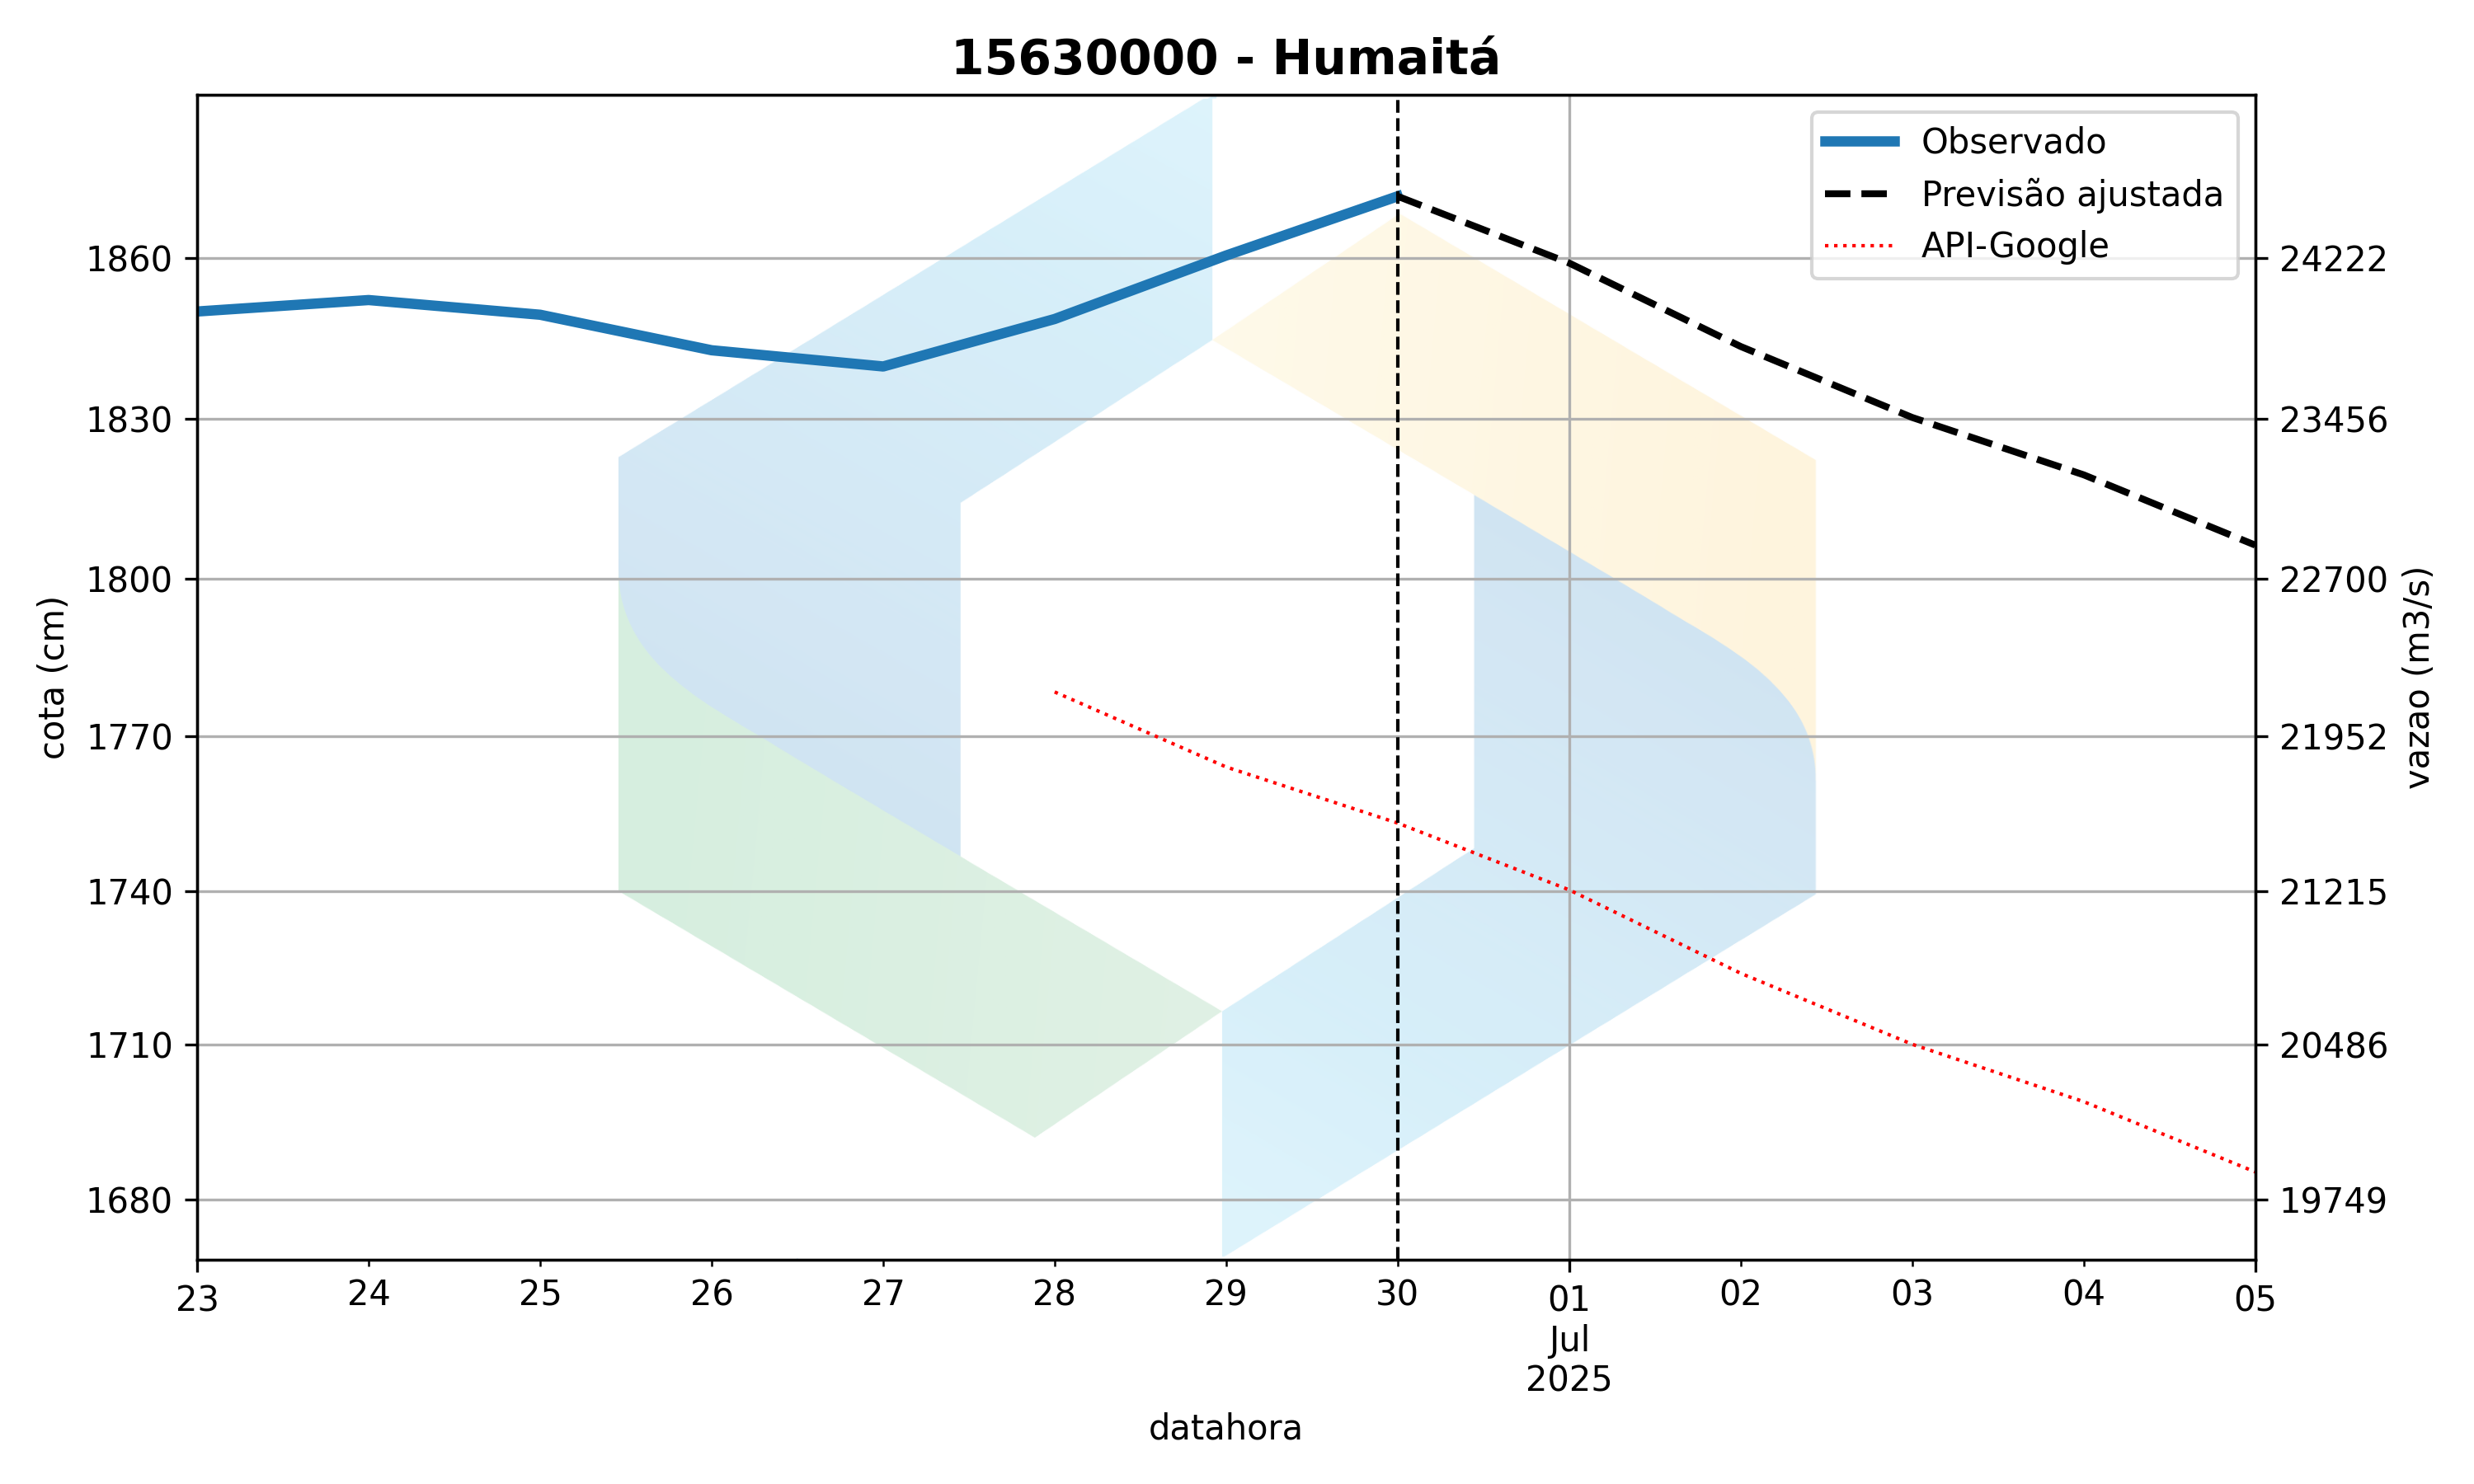 15630000 - Humaitá
Observado
Previsão ajustada
API-Google
cota (cm)
1860
1830
1800
1770
1740
1710
1680
24222
23456
22700
21952
21215
20486
19749
vazao (m3/s)
23 24 25 26 27 28 29 30 01 02 03 04 05
Jul
2025
datahora